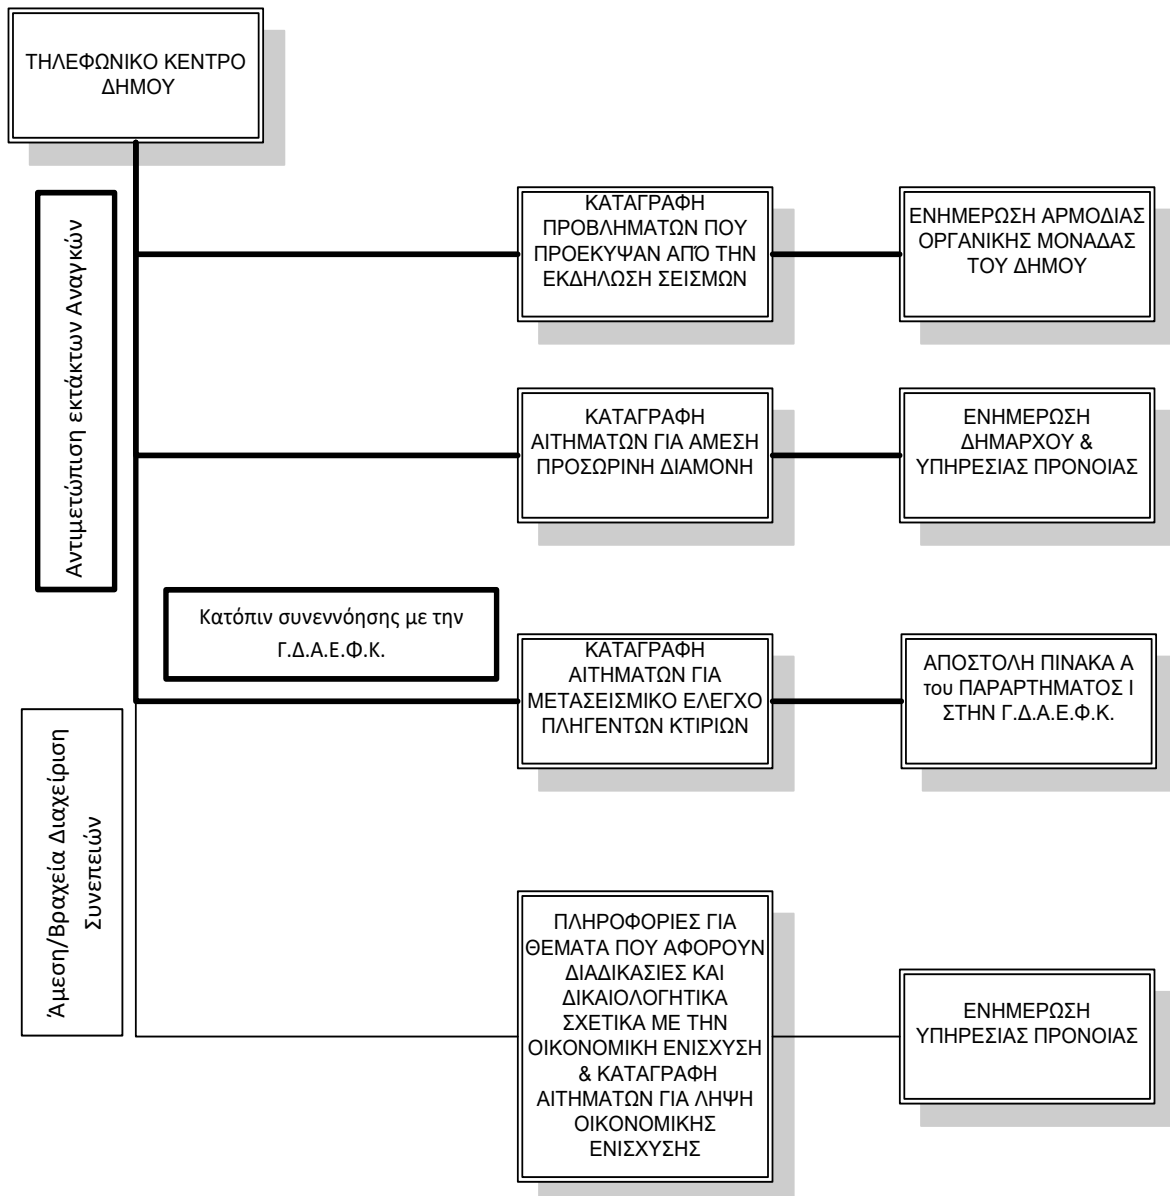 ΤΗΛΕΦΩΝΙΚΟ ΚΕΝΤΡΟ
ΔΗΜΟΥ
Αντιμετώπιση εκτάκτων Αναγκών
ΚΑΤΑΓΡΑΦΗ
ΠΡΟΒΛΗΜΑΤΩΝ ΠΟΥ
ΠΡΟΕΚΥΨΑΝ ΑΠΌ ΤΗΝ
ΕΚΔΗΛΩΣΗ ΣΕΙΣΜΩΝ
ΕΝΗΜΕΡΩΣΗ ΑΡΜΟΔΙΑΣ
ΟΡΓΑΝΙΚΗΣ ΜΟΝΑΔΑΣ
ΤΟΥ ΔΗΜΟΥ
ΚΑΤΑΓΡΑΦΗ
ΑΙΤΗΜΑΤΩΝ ΓΙΑ ΑΜΕΣΗ
ΠΡΟΣΩΡΙΝΗ ΔΙΑΜΟΝΗ
ΕΝΗΜΕΡΩΣΗ
ΔΗΜΑΡΧΟΥ &
ΥΠΗΡΕΣΙΑΣ ΠΡΟΝΟΙΑΣ
Κατόπιν συνεννόησης με την
Γ.Δ.Α.Ε.Φ.Κ.
ΚΑΤΑΓΡΑΦΗ
ΑΙΤΗΜΑΤΩΝ ΓΙΑ
ΜΕΤΑΣΕΙΣΜΙΚΟ ΕΛΕΓΧΟ
ΠΛΗΓΕΝΤΩΝ ΚΤΙΡΙΩΝ
ΑΠΟΣΤΟΛΗ ΠΙΝΑΚΑ Α
του ΠΑΡΑΡΤΗΜΑΤΟΣ Ι
ΣΤΗΝ Γ.Δ.Α.Ε.Φ.Κ.
Άμεση/Βραχεία Διαχείριση
Συνεπειών
ΠΛΗΡΟΦΟΡΙΕΣ ΓΙΑ
ΘΕΜΑΤΑ ΠΟΥ ΑΦΟΡΟΥΝ
ΔΙΑΔΙΚΑΣΙΕΣ ΚΑΙ
ΔΙΚΑΙΟΛΟΓΗΤΙΚΑ
ΣΧΕΤΙΚΑ ΜΕ ΤΗΝ
ΟΙΚΟΝΟΜΙΚΗ ΕΝΙΣΧΥΣΗ
& ΚΑΤΑΓΡΑΦΗ
ΑΙΤΗΜΑΤΩΝ ΓΙΑ ΛΗΨΗ
ΟΙΚΟΝΟΜΙΚΗΣ
ΕΝΙΣΧΥΣΗΣ
ΕΝΗΜΕΡΩΣΗ
ΥΠΗΡΕΣΙΑΣ ΠΡΟΝΟΙΑΣ